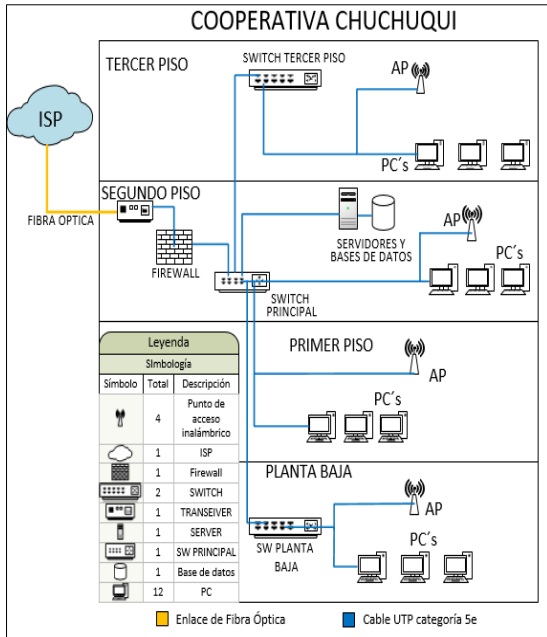 COOPERATIVA CHUCHUQUI
TERCER PISO
SWITCH TERCER PISO
AP
ISP
PC´s
SEGUNDO PISO
FIBRA OPTICA
FIREWALL
SERVIDORES Y
BASES DE DATOS
AP
PC´s
SWITCH
PRINCIPAL
PRIMER PISO
AP
PC´s
Leyenda
SImbología
Símbolo Total Descripción
4 Punto de
acceso
inalámbrico
1 ISP
1 Firewall
2 SWITCH
1 TRANSEIVER
1 SERVER
1 SW PRINCIPAL
1 Base de datos
12 PC
PLANTA BAJA
AP
PC´s
SW PLANTA
BAJA
Enlace de Fibra Óptica
Cable UTP categoría 5e